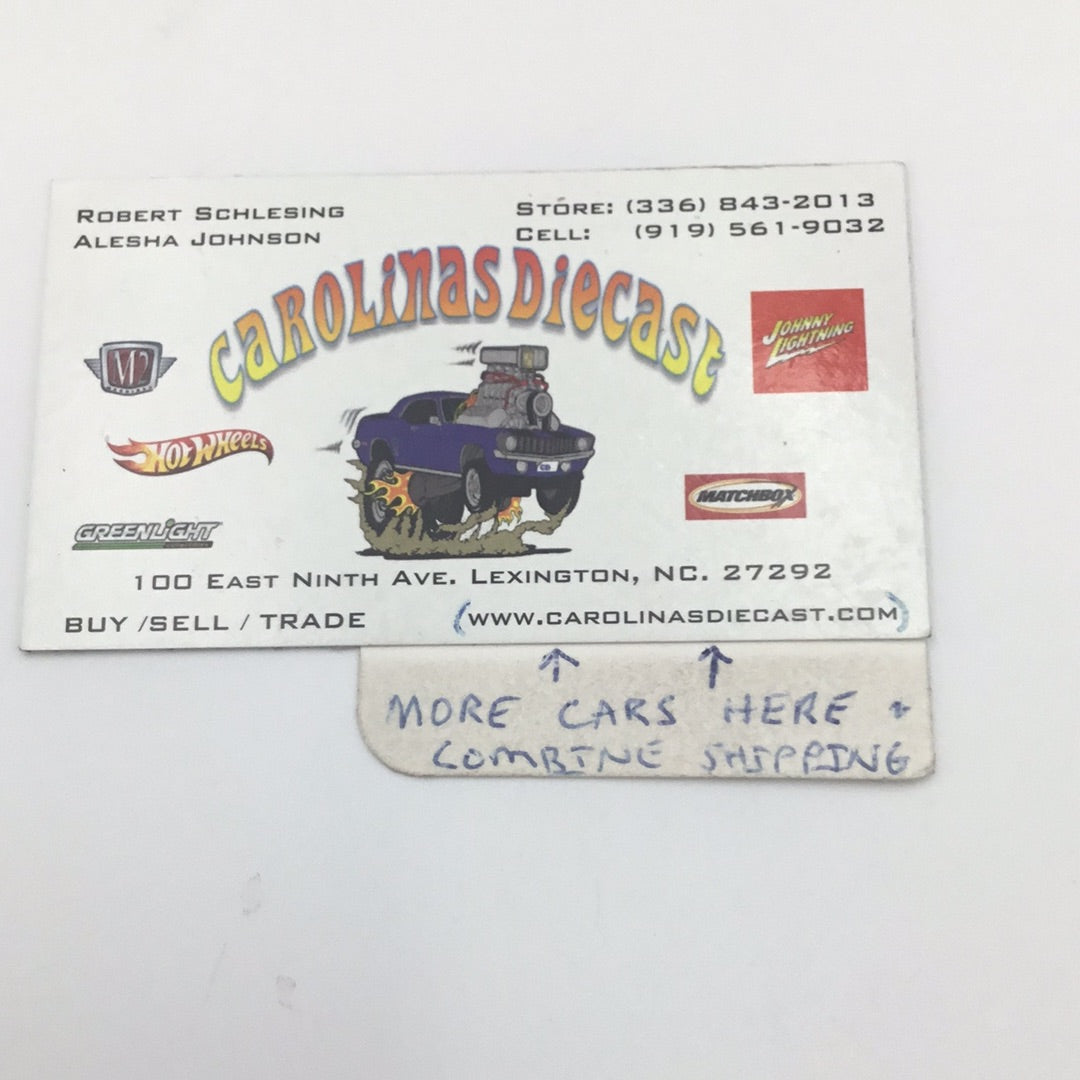 ROBERT SCHLESING
ALESHA JOHNSON
STORE: (336) 843-2013
CELL: (919) 561-9032
CAROLINAS DIECAST
M2
JOHNNY
LIGHTNING
HOT WHEELS
MATCHBOX
GREENLIGHT
100 EAST NINTH AVE. LEXINGTON, NC. 27292
BUY /SELL / TRADE
(WWW.CAROLINASDIECAST.COM)
↑ ↑
MORE CARS HERE +
COMBINE SHIPPING